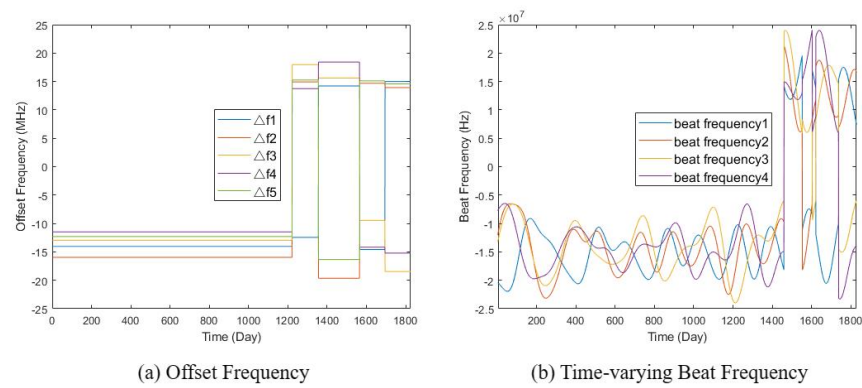 25
20
15
10
5
0
-5
-10
-15
-20
-25
0 200 400 600 800 1000 1200 1400 1600 1800
Time (Day)
Offset Frequency (MHz)
△f1
△f2
△f3
△f4
△f5
(a) Offset Frequency
×10⁷
2.5
2.0
1.5
1.0
0.5
0
-0.5
-1.0
-1.5
-2.0
-2.5
200 400 600 800 1000 1200 1400 1600 1800
Time (Day)
Beat Frequency (Hz)
beat frequency1
beat frequency2
beat frequency3
beat frequency4
(b) Time-varying Beat Frequency